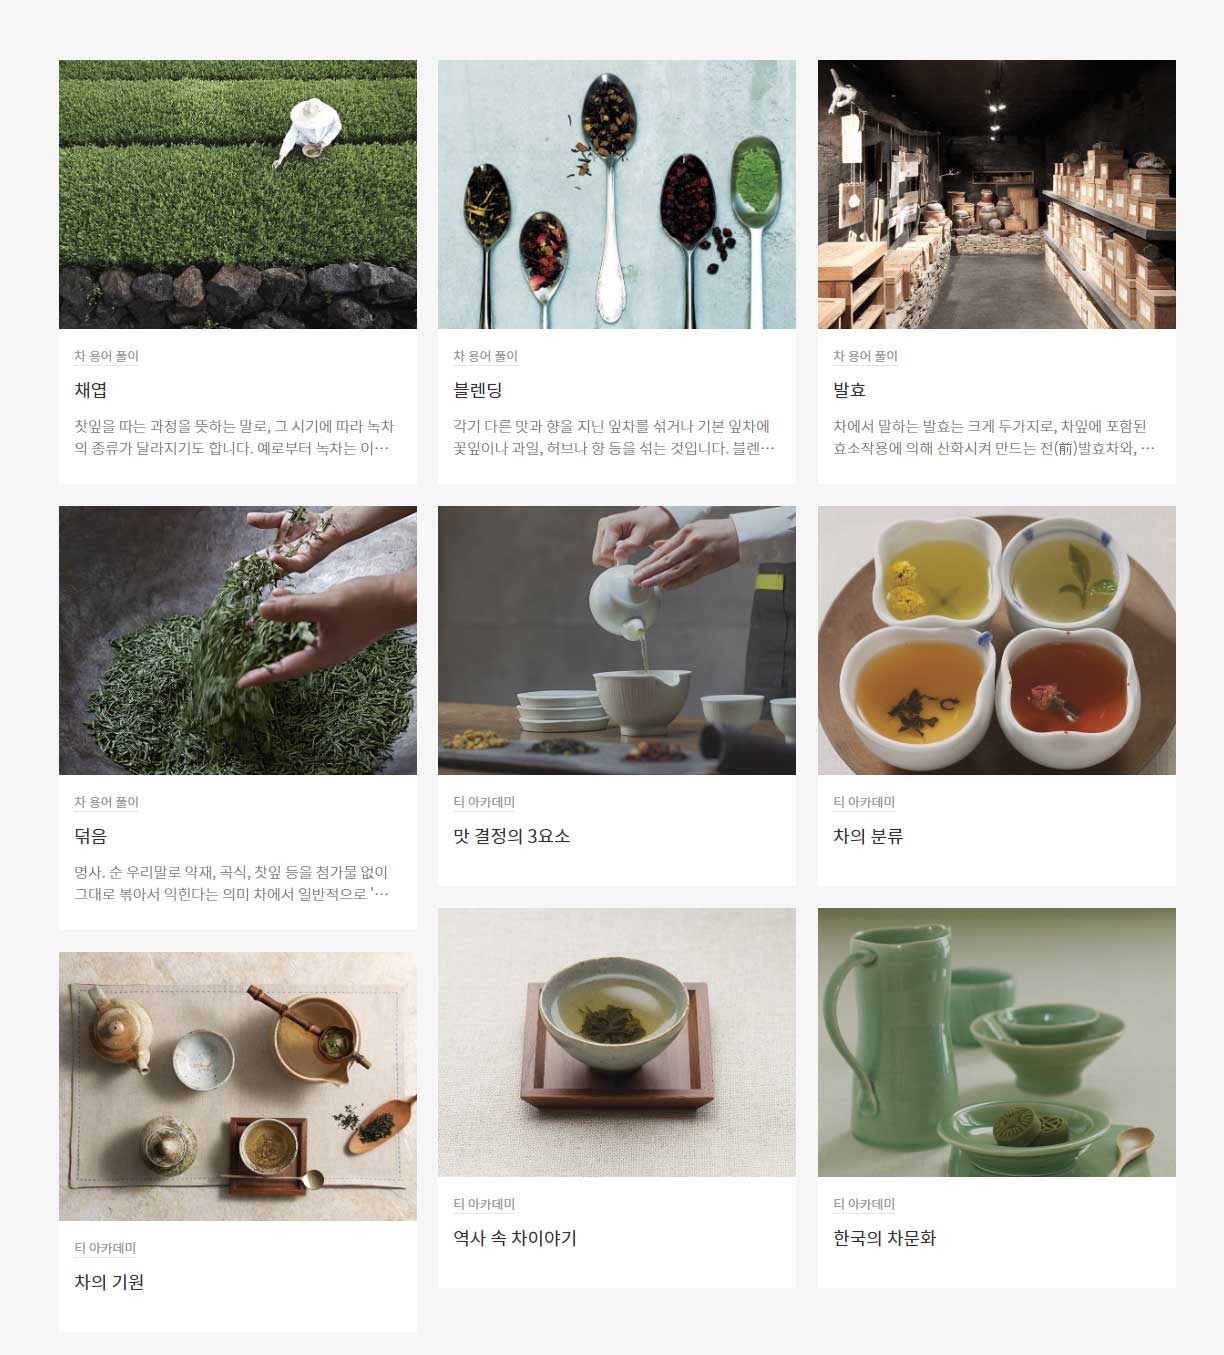 차 용어 풀이
채엽
찻잎을 따는 과정을 뜻하는 말로, 그 시기에 따라 녹차
의 종류가 달라지기도 합니다. 예로부터 녹차는 이…
차 용어 풀이
블렌딩
각기 다른 맛과 향을 지닌 잎차를 섞거나 기본 잎차에
꽃잎이나 과일, 허브나 향 등을 섞는 것입니다. 블렌…
차 용어 풀이
발효
차에서 말하는 발효는 크게 두가지로, 차잎에 포함된
효소작용에 의해 산화시켜 만드는 전(前)발효차와, …
차 용어 풀이
덖음
명사. 순 우리말로 약재, 곡식, 찻잎 등을 첨가물 없이
그대로 볶아서 익힌다는 의미 차에서 일반적으로 '…
티 아카데미
맛 결정의 3요소
티 아카데미
차의 분류
티 아카데미
차의 기원
티 아카데미
역사 속 차이야기
티 아카데미
한국의 차문화